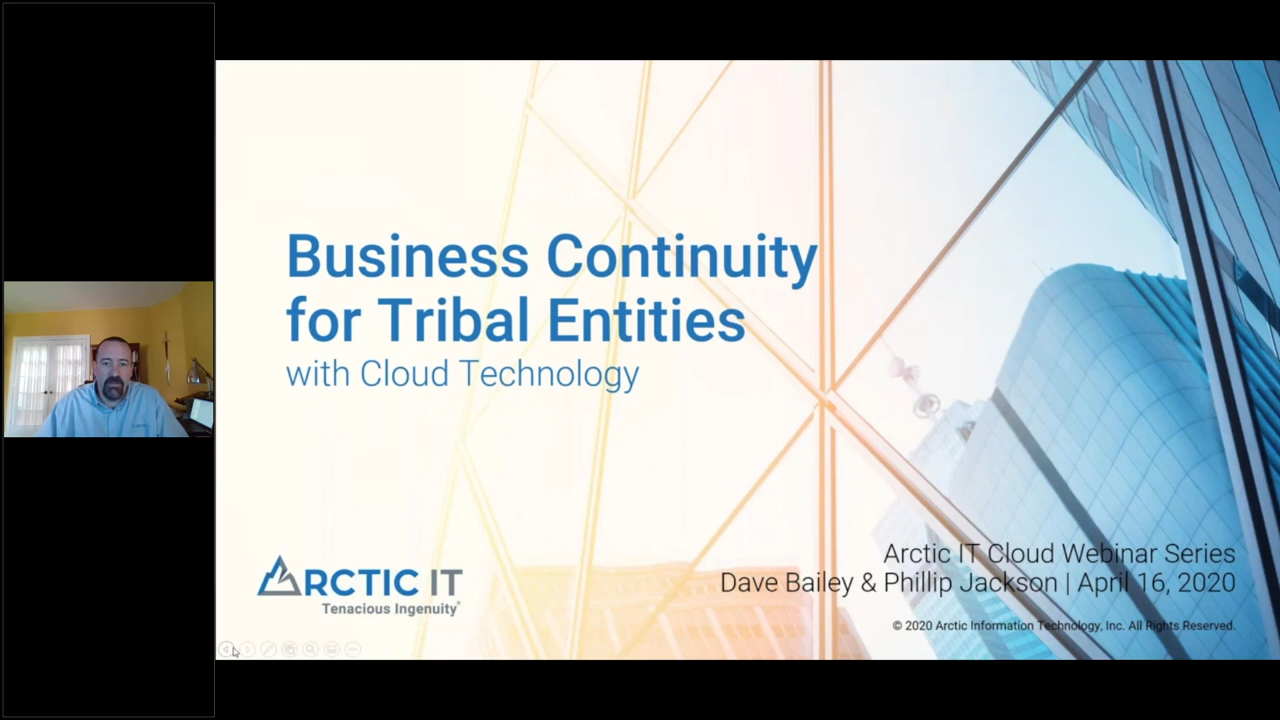 Business Continuity
for Tribal Entities
with Cloud Technology
ARCTIC IT
Tenacious Ingenuity®
Arctic IT Cloud Webinar Series
Dave Bailey & Phillip Jackson | April 16, 2020
© 2020 Arctic Information Technology, Inc. All Rights Reserved.